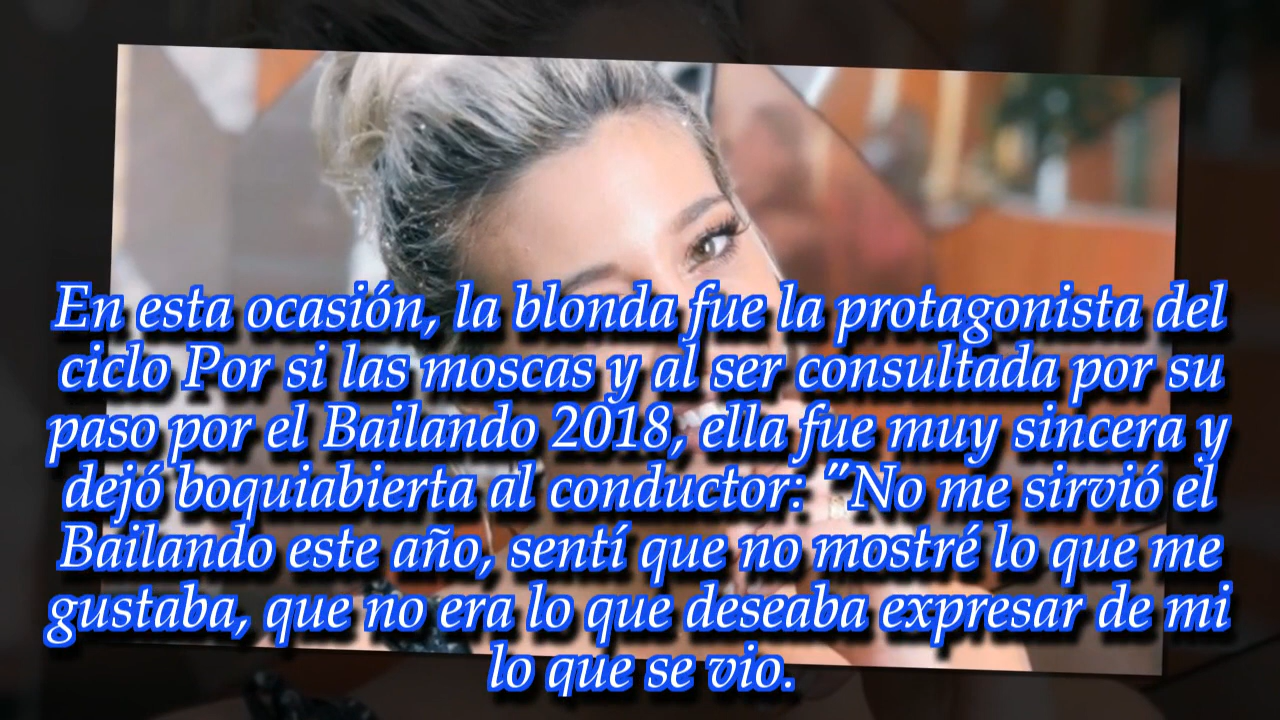 En esta ocasión, la blonda fue la protagonista del
ciclo Por si las moscas y al ser consultada por su
paso por el Bailando 2018, ella fue muy sincera y
dejó boquiabierta al conductor: "No me sirvió el
Bailando este año, sentí que no mostré lo que me
gustaba, que no era lo que deseaba expresar de mi
lo que se vio.